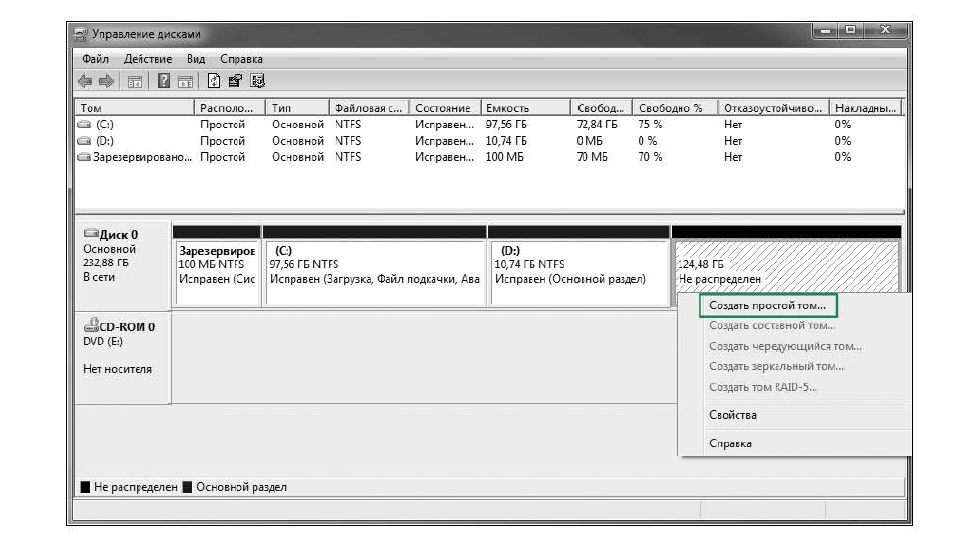 Управление дисками
Файл Действие Вид Справка
Том Располо... Тип Файловая с... Состояние Емкость Свобод... Свободно % Отказоустойчиво... Накладны...
(C:) Простой Основной NTFS Исправен... 97,56 ГБ 72,84 ГБ 75 % Нет 0%
(D:) Простой Основной NTFS Исправен... 10,74 ГБ 0 МБ 0 % Нет 0%
Зарезервировано... Простой Основной NTFS Исправен... 100 МБ 70 МБ 70 % Нет 0%
Диск 0
Основной
232,88 ГБ
В сети
Зарезервиров
100 МБ NTFS
Исправен (Сис
(C:)
97,56 ГБ NTFS
Исправен (Загрузка, Файл подкачки, Ава
(D:)
10,74 ГБ NTFS
Исправен (Основной раздел)
124,48 ГБ
Не распределен
Создать простой том...
Создать составной том...
Создать чередующийся том...
Создать зеркальный том...
Создать том RAID-5...
Свойства
Справка
CD-ROM 0
DVD (E:)
Нет носителя
Не распределен Основной раздел